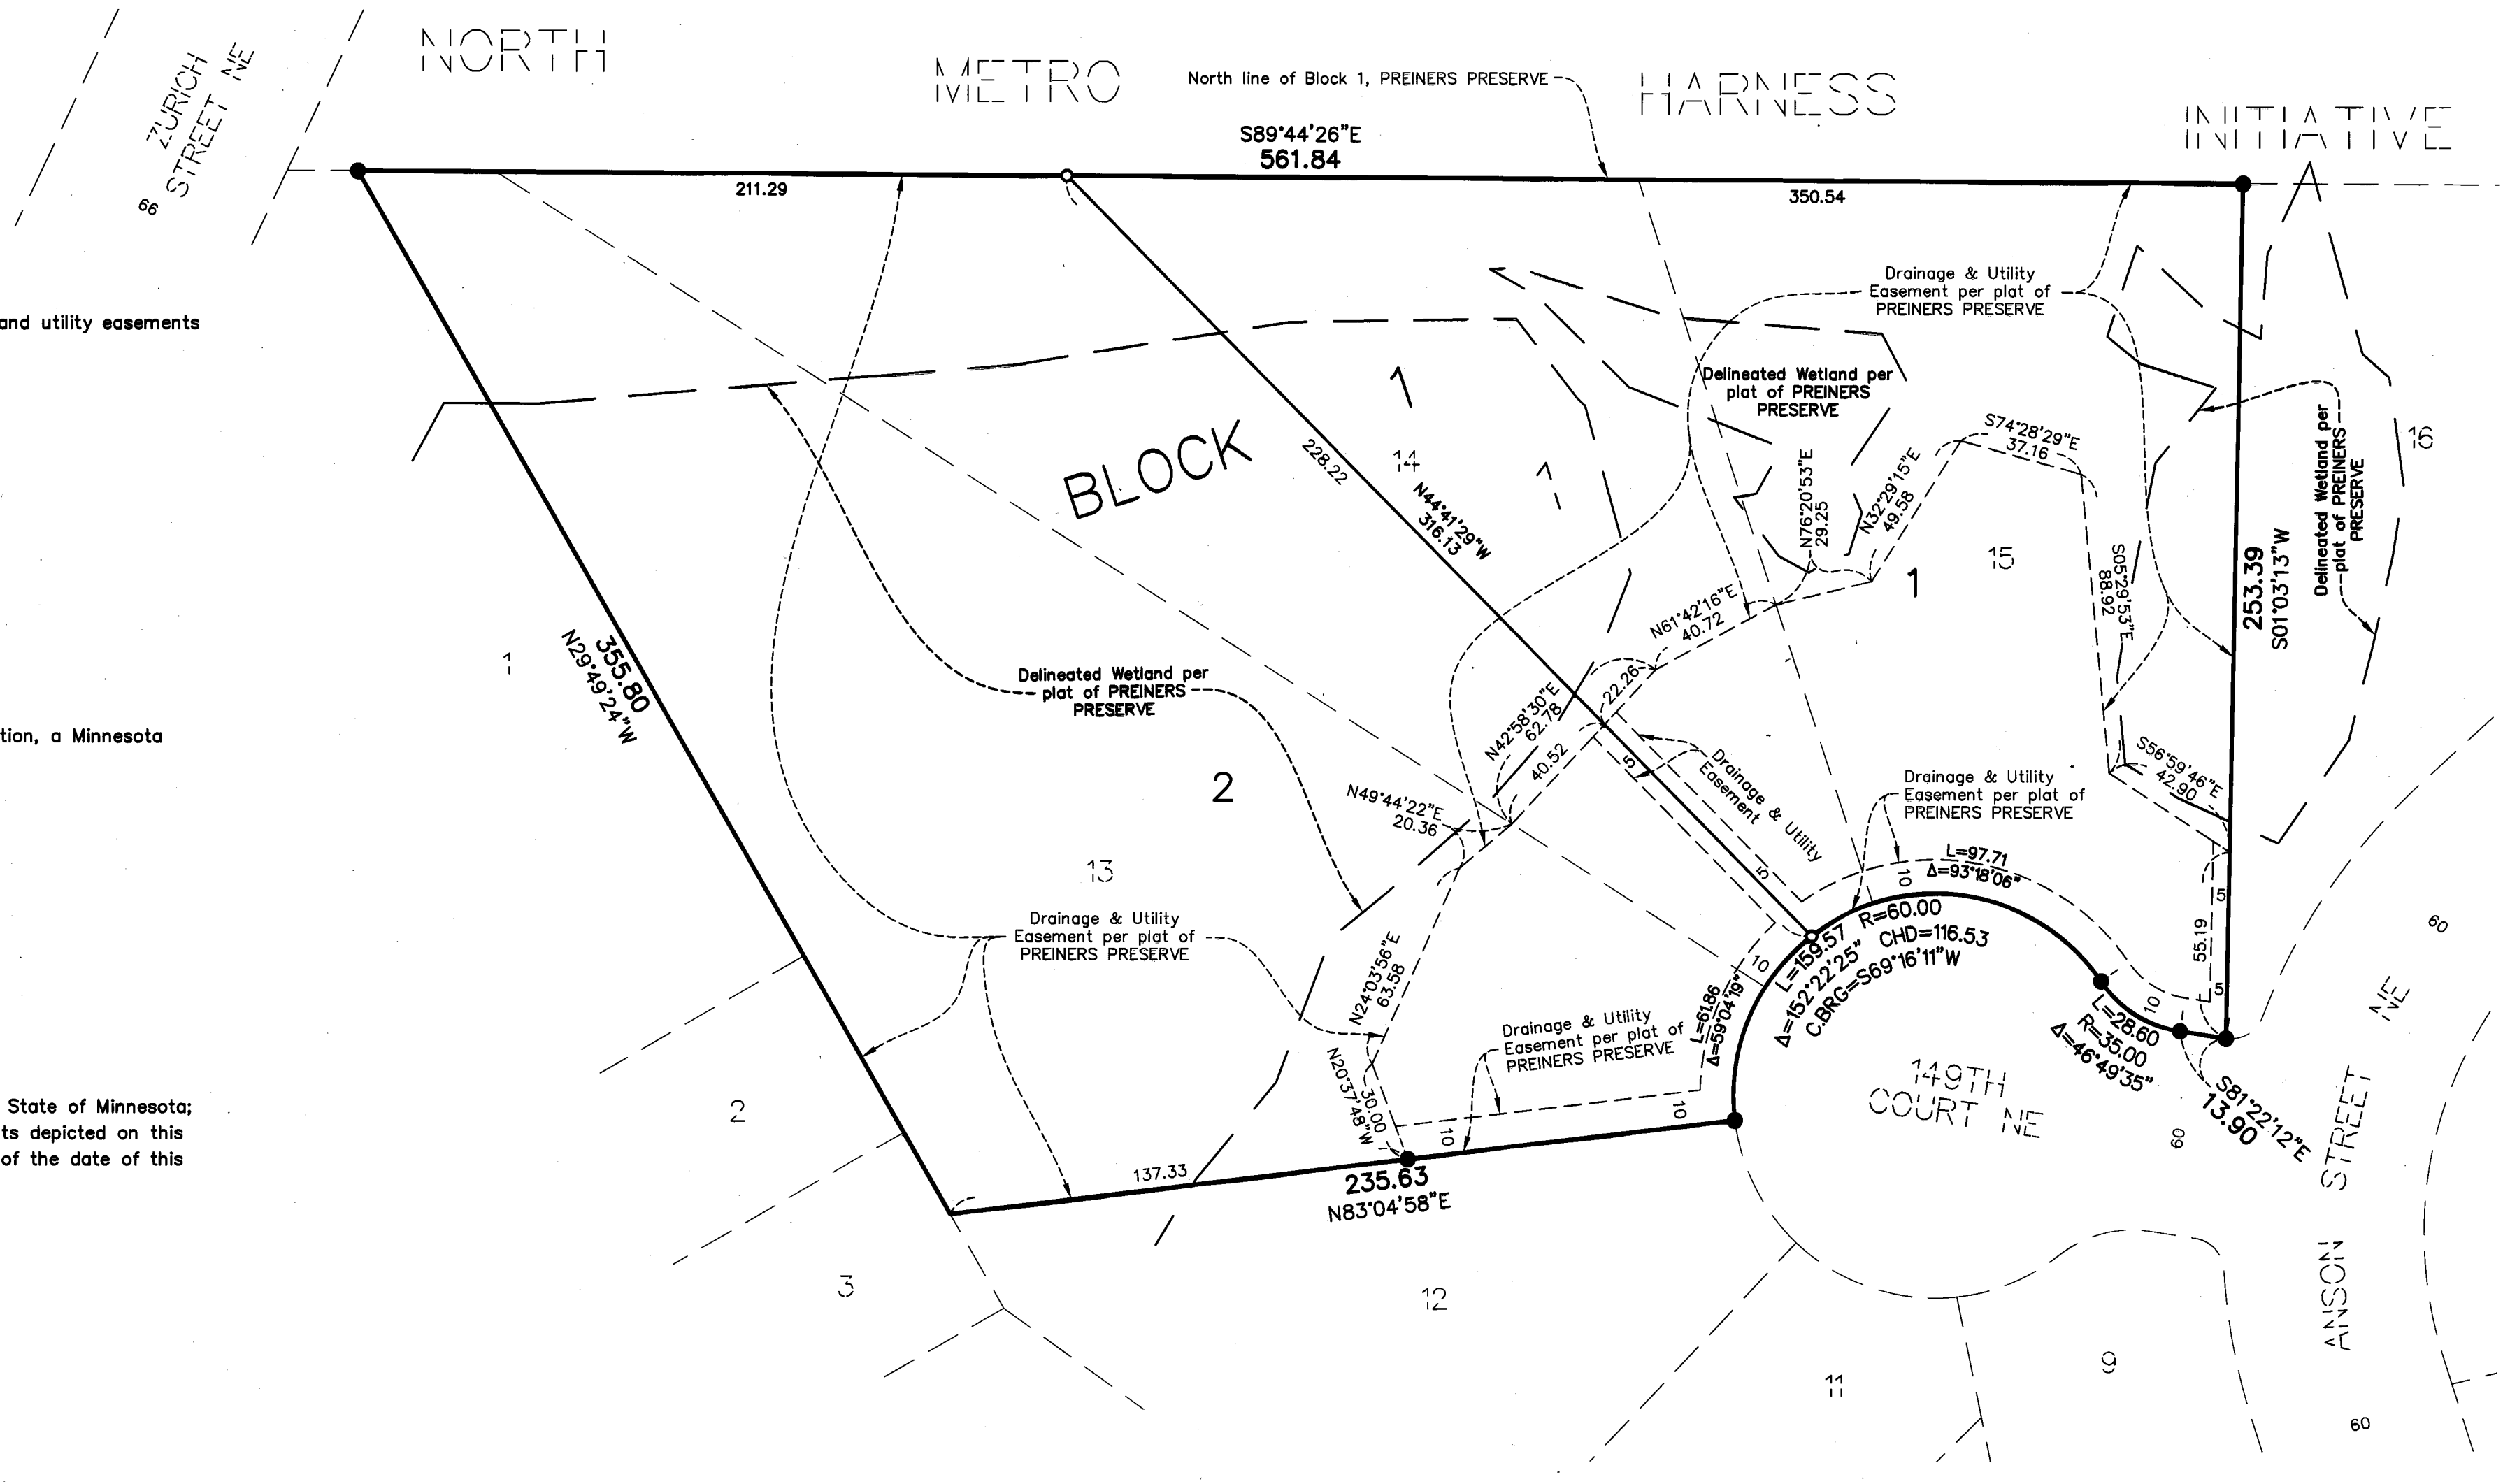 NORTH
METRO
HARNESS
INITIATIVE
ZURICH
STREET NE
66
North line of Block 1, PREINERS PRESERVE
S89°44'26"E
561.84
211.29
350.54
and utility easements
Drainage & Utility
Easement per plat of
PREINERS PRESERVE
Delineated Wetland per
plat of PREINERS
PRESERVE
BLOCK
1
14
1
228.22
N44°41'29"W
316.13
N76°20'53"E
29.25
N32°29'15"E
49.58
S74°28'29"E
37.16
16
15
1
S05°29'53"E
88.92
253.39
S01°03'13"W
Delineated Wetland per
plat of PREINERS
PRESERVE
N61°42'16"E
40.72
22.26
N42°58'30"E
62.78
40.52
1
355.80
N29°49'24"W
Delineated Wetland per
plat of PREINERS
PRESERVE
tion, a Minnesota
2
N49°44'22"E
20.36
5
Drainage & Utility
Easement
5
Drainage & Utility
Easement per plat of
PREINERS PRESERVE
S56°59'46"E
42.90
13
L=97.71
Δ=93°18'06"
10
R=60.00
L=159.57
Δ=152°22'25"
CHD=116.53
C.BRG=S69°16'11"W
5
55.19
5
60
Drainage & Utility
Easement per plat of
PREINERS PRESERVE
N24°03'56"E
63.58
10
L=61.86
Δ=59°04'19"
10
L=28.60
R=35.00
Δ=46°49'35"
S81°22'12"E
13.90
Drainage & Utility
Easement per plat of
PREINERS PRESERVE
N20°37'48"W
30.00
10
10
149TH
COURT NE
60
ANSON STREET NE
State of Minnesota;
ts depicted on this
of the date of this
2
137.33
235.63
N83°04'58"E
3
12
11
9
60